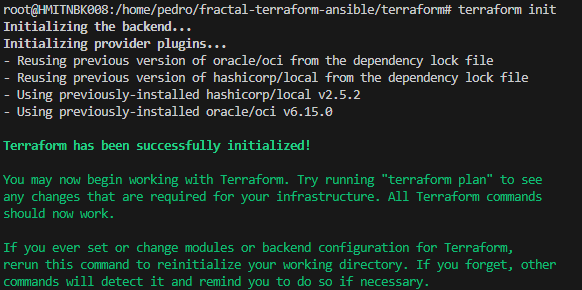 root@HMITNBK008:/home/pedro/fractal-terraform-ansible/terraform# terraform init
Initializing the backend...
Initializing provider plugins...
- Reusing previous version of oracle/oci from the dependency lock file
- Reusing previous version of hashicorp/local from the dependency lock file
- Using previously-installed hashicorp/local v2.5.2
- Using previously-installed oracle/oci v6.15.0
Terraform has been successfully initialized!
You may now begin working with Terraform. Try running "terraform plan" to see
any changes that are required for your infrastructure. All Terraform commands
should now work.
If you ever set or change modules or backend configuration for Terraform,
rerun this command to reinitialize your working directory. If you forget, other
commands will detect it and remind you to do so if necessary.